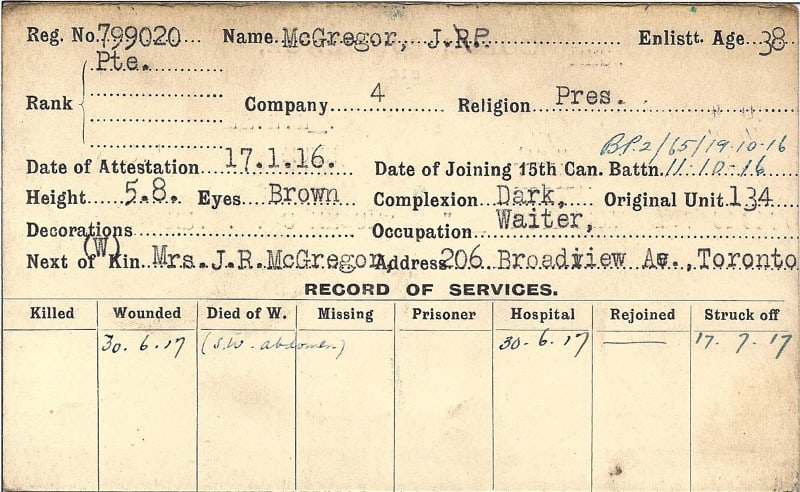 Reg. No. 799020 Name McGregor, J.R. Enlistt. Age 38
Pte.
Rank Company 4 Religion Pres.
BP2/65/19-10-16
Date of Attestation 17.1.16. Date of Joining 15th Can. Battn. 11-10-16
Height 5.8. Eyes Brown Complexion Dark, Original Unit 134
Decorations Occupation Waiter,
(W)
Next of Kin Mrs. J.R. McGregor, Address 206 Broadview Av., Toronto
RECORD OF SERVICES.
Killed Wounded Died of W. Missing Prisoner Hospital Rejoined Struck off
30.6.17 (S.W. abdomen) 30.6.17 — 17.7.17